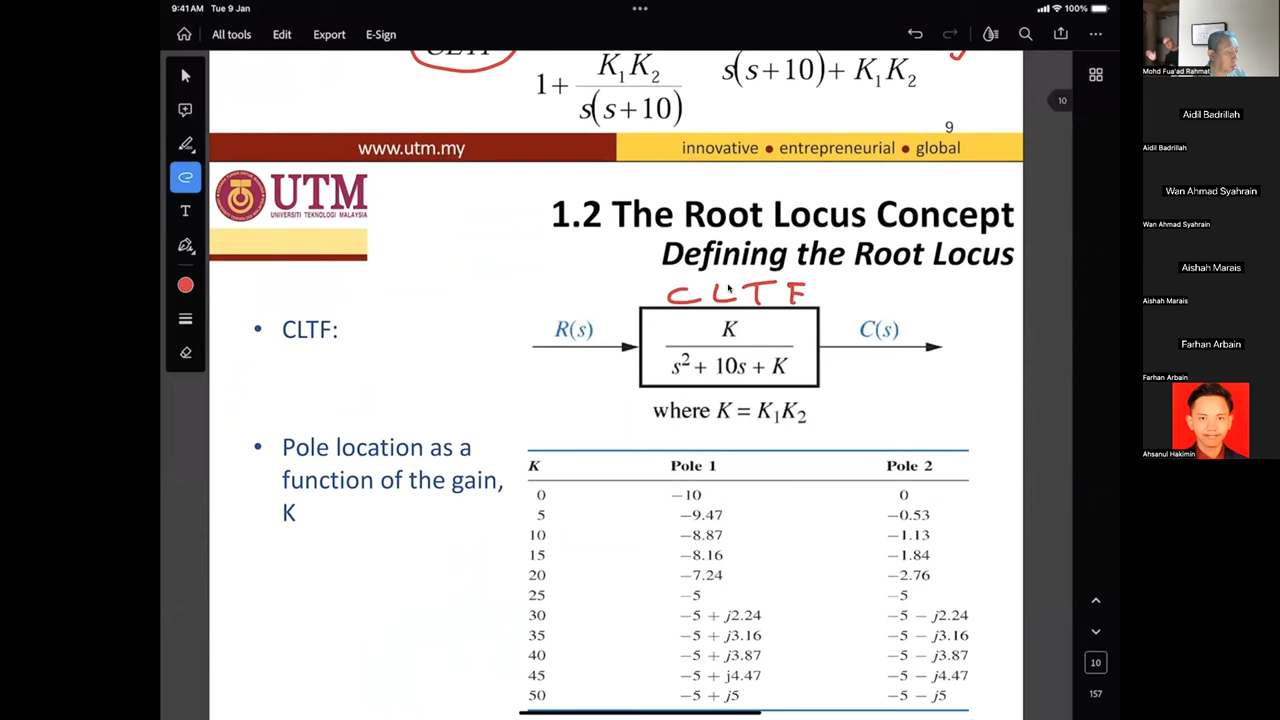 9:41 AM Tue 9 Jan
100%
All tools Edit Export E-Sign
1+ K₁K₂ / s(s+10)
s(s+10)+ K₁K₂
10
9
www.utm.my
innovative ● entrepreneurial ● global
UTM
UNIVERSITI TEKNOLOGI MALAYSIA
1.2 The Root Locus Concept
Defining the Root Locus
CLTF
• CLTF:
R(s)
K
s² + 10s + K
C(s)
where K = K₁K₂
• Pole location as a
function of the gain,
K
K Pole 1 Pole 2
0 −10 0
5 −9.47 −0.53
10 −8.87 −1.13
15 −8.16 −1.84
20 −7.24 −2.76
25 −5 −5
30 −5 + j2.24 −5 − j2.24
35 −5 + j3.16 −5 − j3.16
40 −5 + j3.87 −5 − j3.87
45 −5 + j4.47 −5 − j4.47
50 −5 + j5 −5 − j5
10
157
Mohd Fua'ad Rahmat
Aidil Badrillah
Aidil Badrillah
Wan Ahmad Syahrain
Wan Ahmad Syahrain
Aishah Marais
Aishah Marais
Farhan Arbain
Farhan Arbain
Ahsanul Hakimin